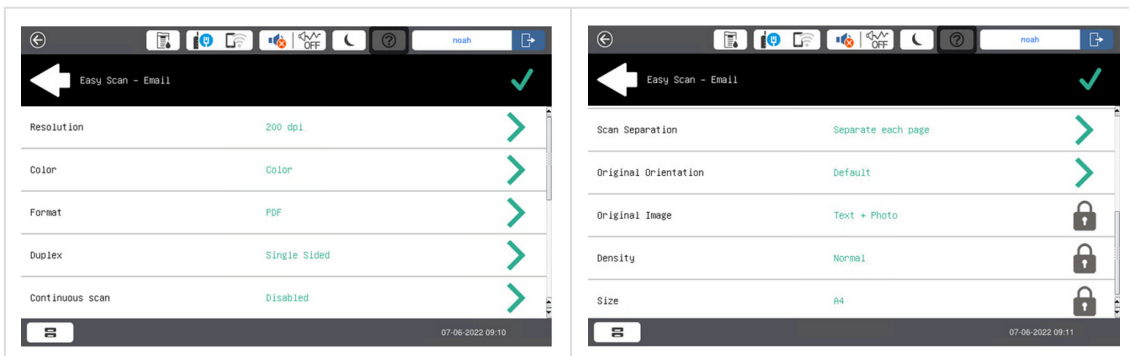 OFF
noah
Easy Scan - Email
Resolution 200 dpi
Color Color
Format PDF
Duplex Single Sided
Continuous scan Disabled
07-06-2022 09:10
OFF
noah
Easy Scan - Email
Scan Separation Separate each page
Original Orientation Default
Original Image Text + Photo
Density Normal
Size A4
07-06-2022 09:11